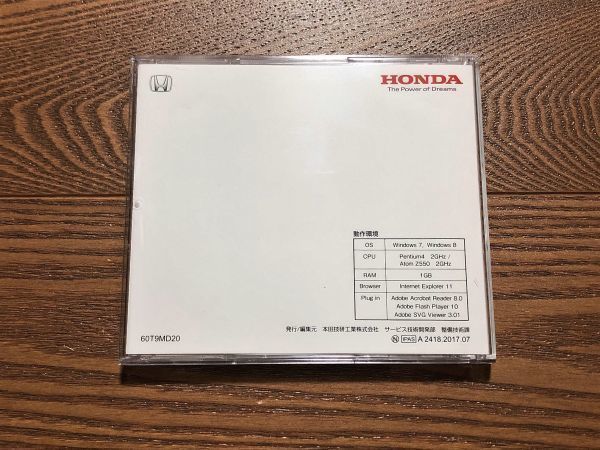 HONDA
The Power of Dreams
動作環境
OS Windows 7, Windows 8
CPU Pentium4 2GHz /
Atom Z550 2GHz
RAM 1GB
Browser Internet Explorer 11
Plug in Adobe Acrobat Reader 8.0
Adobe Flash Player 10
Adobe SVG Viewer 3.01
発行/編集元 本田技研工業株式会社 サービス技術開発部 整備技術課
60T9MD20
N IPAS A 2418.2017.07